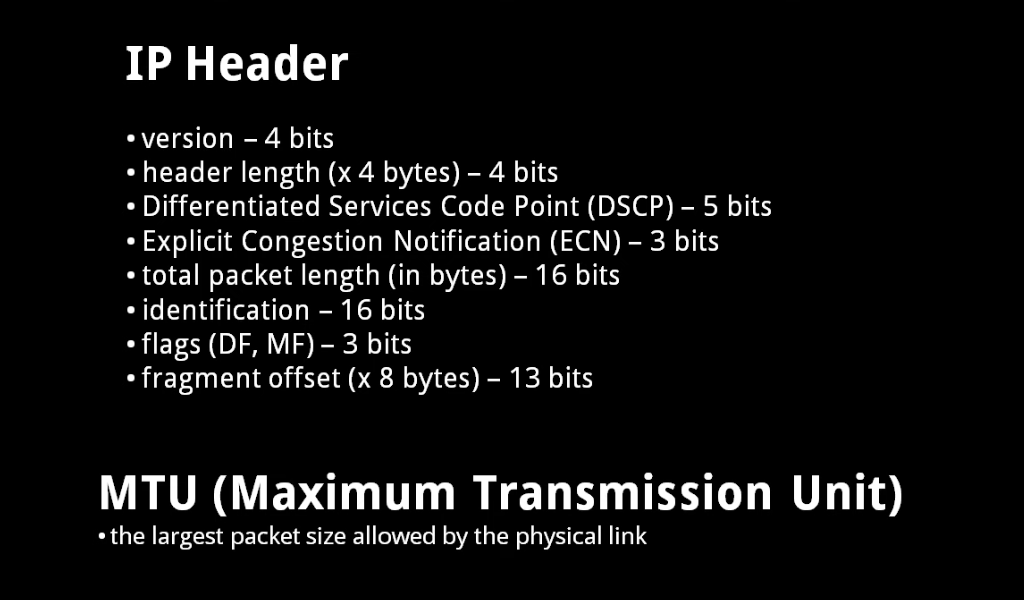 IP Header
• version – 4 bits
• header length (x 4 bytes) – 4 bits
• Differentiated Services Code Point (DSCP) – 5 bits
• Explicit Congestion Notification (ECN) – 3 bits
• total packet length (in bytes) – 16 bits
• identification – 16 bits
• flags (DF, MF) – 3 bits
• fragment offset (x 8 bytes) – 13 bits
MTU (Maximum Transmission Unit)
• the largest packet size allowed by the physical link